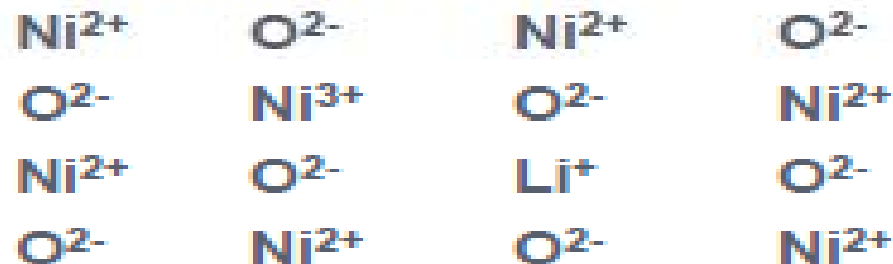 Ni²⁺ O²⁻ Ni²⁺ O²⁻
O²⁻ Ni³⁺ O²⁻ Ni²⁺
Ni²⁺ O²⁻ Li⁺ O²⁻
O²⁻ Ni²⁺ O²⁻ Ni²⁺